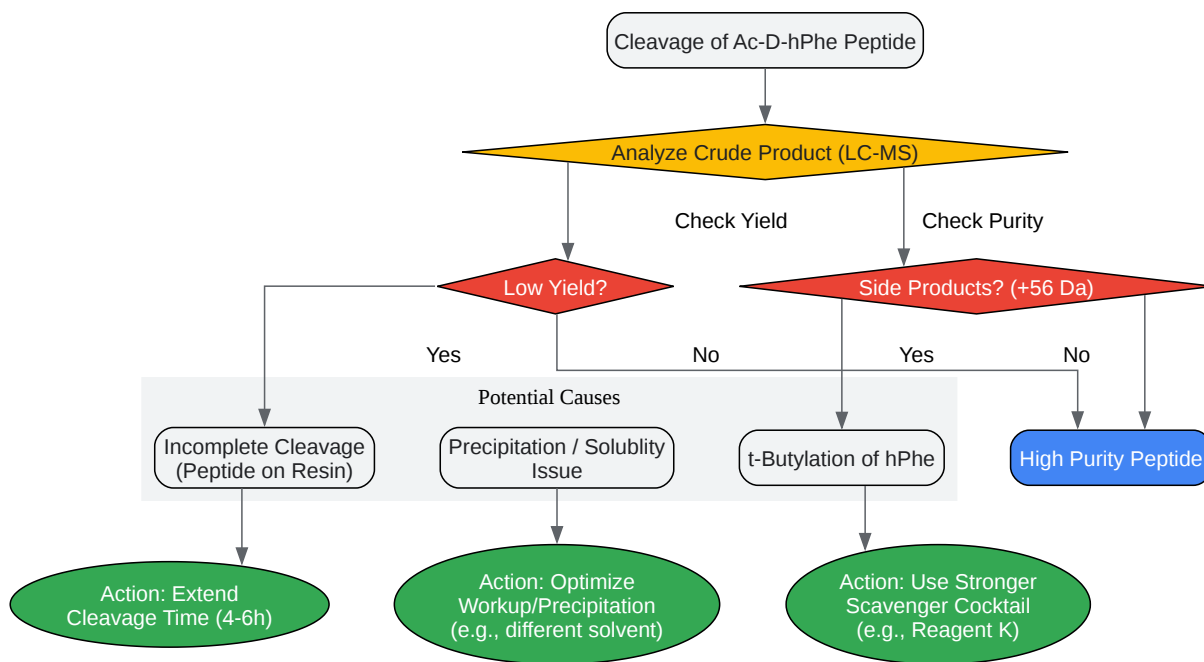 Cleavage of Ac-D-hPhe Peptide
Analyze Crude Product (LC-MS)
Check Yield
Check Purity
Low Yield?
Side Products? (+56 Da)
Yes
No
Yes
No
Potential Causes
Incomplete Cleavage
(Peptide on Resin)
Precipitation / Solublity
Issue
t-Butylation of hPhe
High Purity Peptide
Action: Extend
Cleavage Time (4-6h)
Action: Optimize
Workup/Precipitation
(e.g., different solvent)
Action: Use Stronger
Scavenger Cocktail
(e.g., Reagent K)